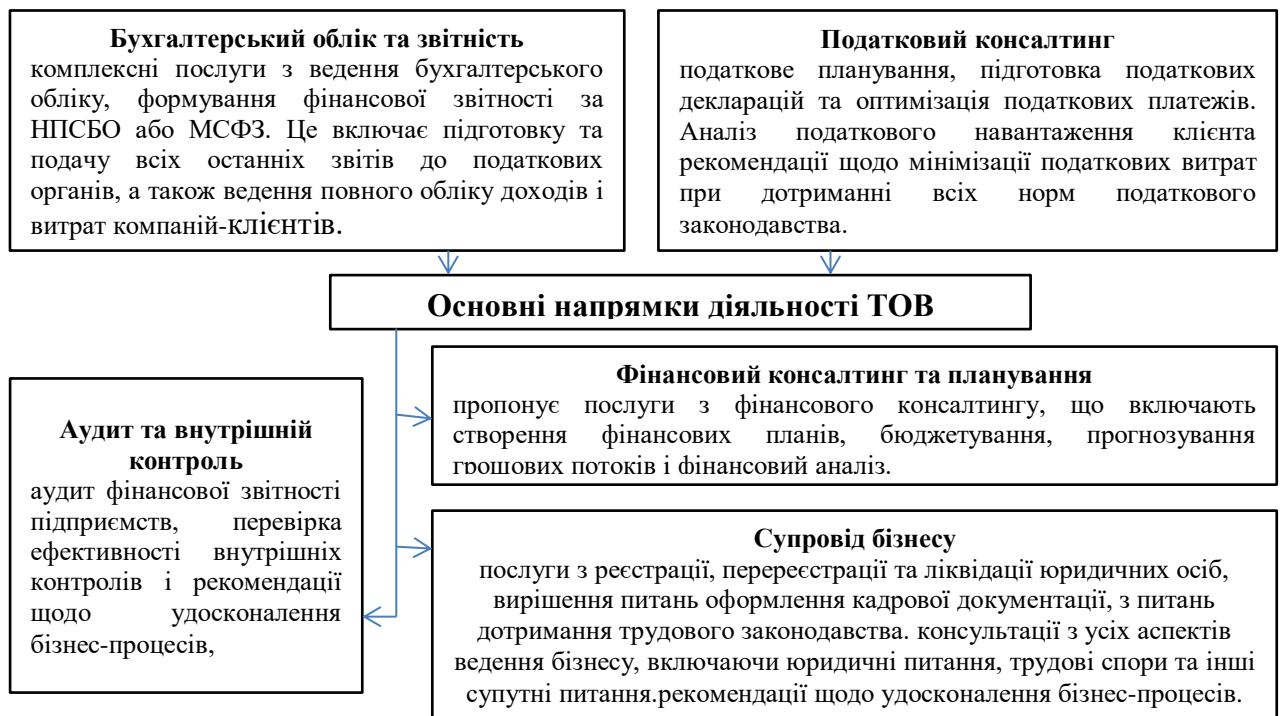 Бухгалтерський облік та звітність
комплексні послуги з ведення бухгалтерського
обліку, формування фінансової звітності за
НПСБО або МСФЗ. Це включає підготовку та
подачу всіх останніх звітів до податкових
органів, а також ведення повного обліку доходів і
витрат компаній-клієнтів.
Податковий консалтинг
податкове планування, підготовка податкових
декларацій та оптимізація податкових платежів.
Аналіз податкового навантаження клієнта
рекомендації щодо мінімізації податкових витрат
при дотриманні всіх норм податкового
законодавства.
Основні напрямки діяльності ТОВ
Фінансовий консалтинг та планування
пропонує послуги з фінансового консалтингу, що включають
створення фінансових планів, бюджетування, прогнозування
грошових потоків і фінансовий аналіз.
Аудит та внутрішній
контроль
аудит фінансової звітності
підприємств, перевірка
ефективності внутрішніх
контролів і рекомендації
щодо удосконалення
бізнес-процесів,
Супровід бізнесу
послуги з реєстрації, перереєстрації та ліквідації юридичних осіб,
вирішення питань оформлення кадрової документації, з питань
дотримання трудового законодавства. консультації з усіх аспектів
ведення бізнесу, включаючи юридичні питання, трудові спори та інші
супутні питання.рекомендації щодо удосконалення бізнес-процесів.